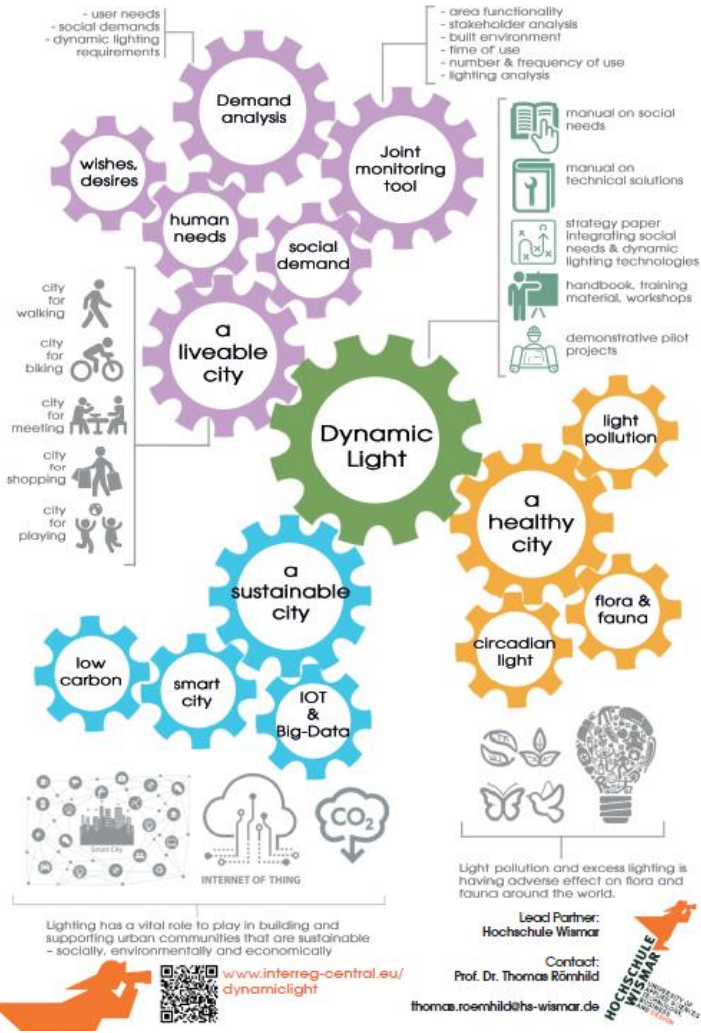 - user needs
- social demands
- dynamic lighting
requirements
- area functionality
- stakeholder analysis
- built environment
- time of use
- number & frequency of use
- lighting analysis
Demand
analysis
Joint
monitoring
tool
wishes,
desires
human
needs
social
demand
manual on social
needs
manual on
technical solutions
strategy paper
integrating social
needs & dynamic
lighting technologies
handbook, training
material, workshops
demonstrative pilot
projects
city
for
walking
city
for
biking
city
for
meeting
city
for
shopping
city
for
playing
a
liveable
city
Dynamic
Light
light
pollution
a
healthy
city
flora &
fauna
circadian
light
a
sustainable
city
low
carbon
smart
city
IOT
&
Big-Data
Smart City
INTERNET OF THING
CO2
Light pollution and excess lighting is
having adverse effect on flora and
fauna around the world.
Lighting has a vital role to play in building and
supporting urban communities that are sustainable
– socially, environmentally and economically
www.interreg-central.eu/
dynamiclight
Lead Partner:
Hochschule Wismar
Contact:
Prof. Dr. Thomas Römhild
thomas.roemhild@hs-wismar.de
HOCHSCHULE
WISMAR
UNIVERSITY OF
APPLIED SCIENCES
TECHNOLOGY,
BUSINESS
AND DESIGN